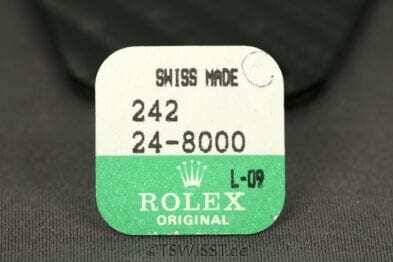 SWISS MADE
242
24-8000
L-09
ROLEX
ORIGINAL
©TSWISST.de